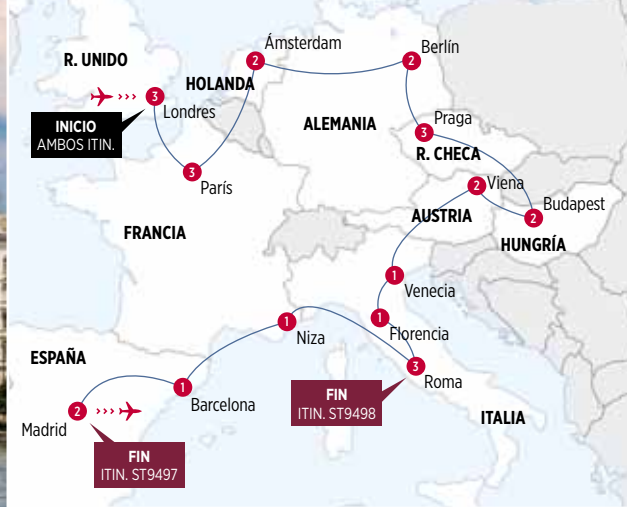 R. UNIDO
Ámsterdam
2
HOLANDA
Berlín
2
3
Londres
INICIO
AMBOS ITIN.
ALEMANIA
Praga
3
R. CHECA
París
3
Viena
2
AUSTRIA
Budapest
2
HUNGRÍA
FRANCIA
1
Venecia
1
Florencia
1
Niza
3
Roma
FIN
ITIN. ST9498
ITALIA
ESPAÑA
1
Barcelona
2
Madrid
FIN
ITIN. ST9497